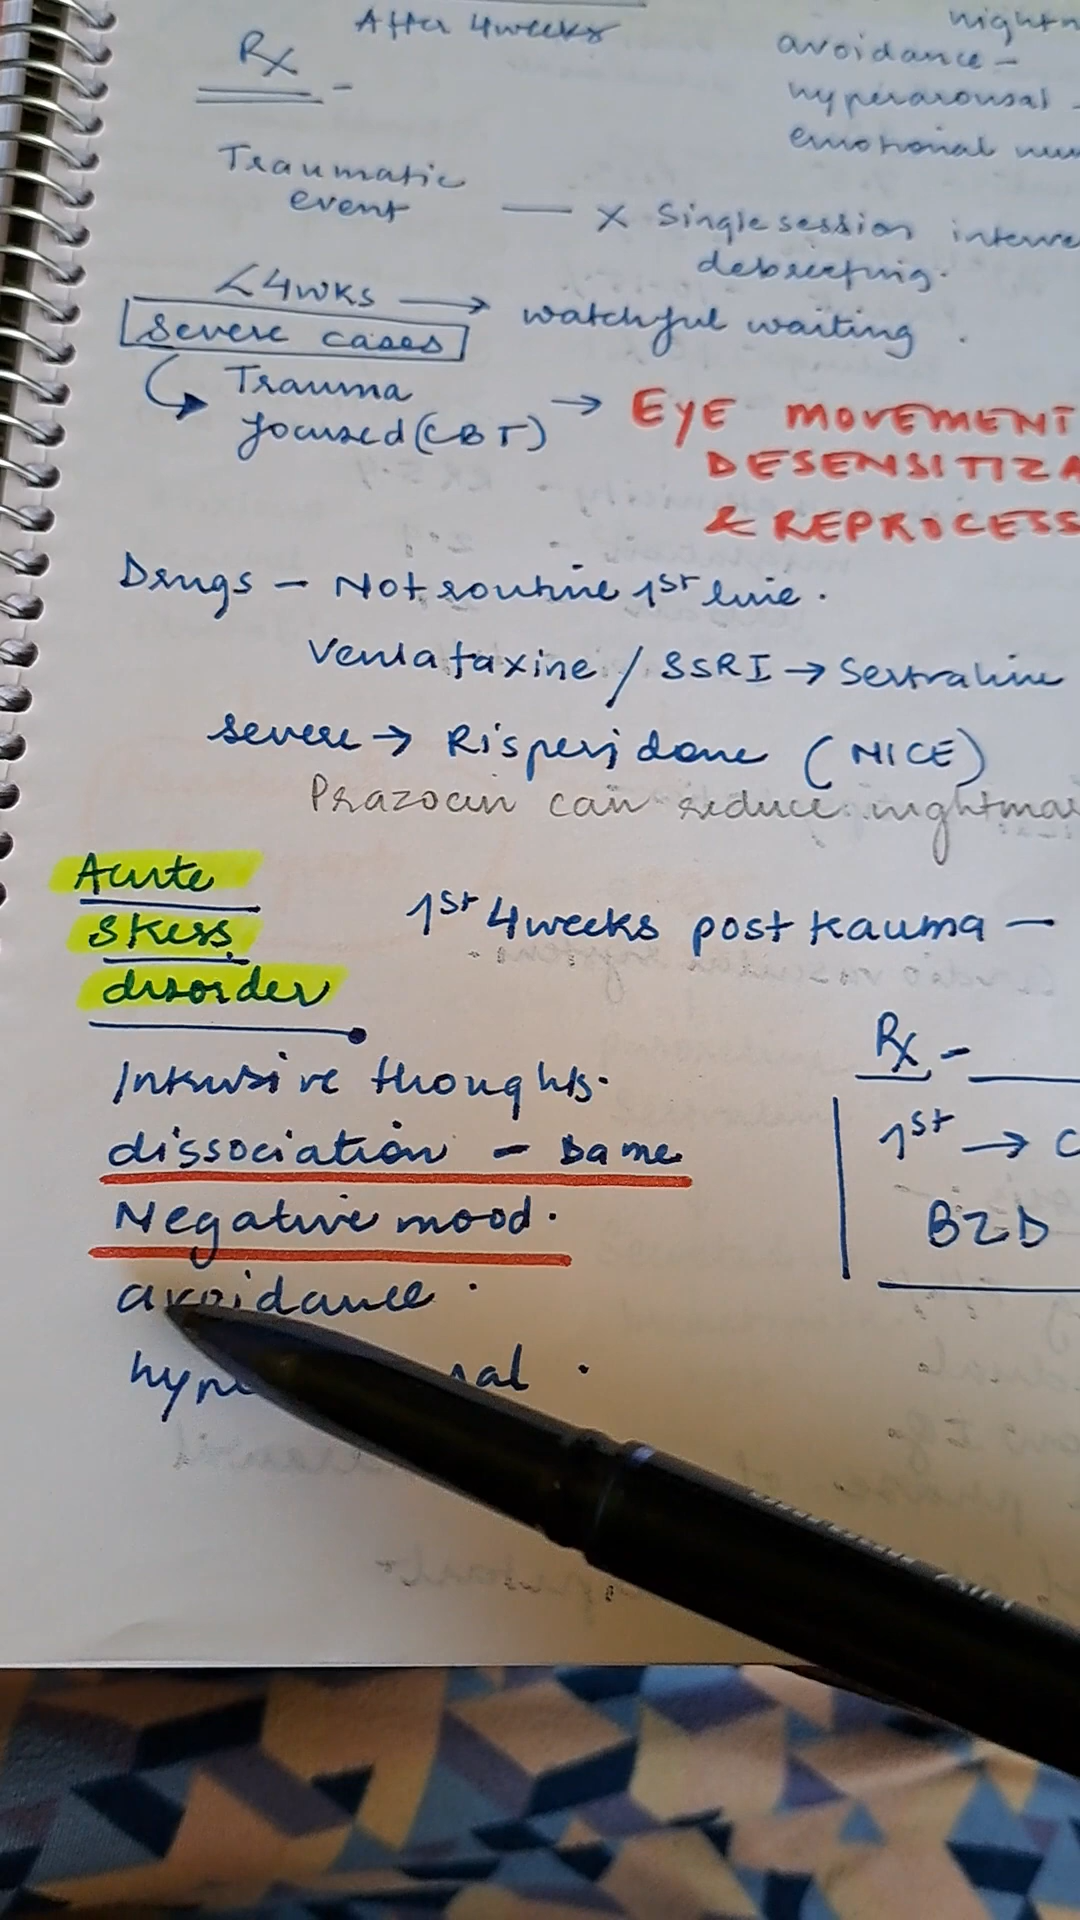 After 4weeks
Rx -
avoidance -
hyperarousal -
emotional
Traumatic
event — x Single session
debriefing.
<4wks → watchful waiting.
Severe cases
Trauma
focused (CBT) → EYE MOVEMENT
DESENSITIZA
& REPROCESS
Drugs - Not routine 1st line.
Venlafaxine / SSRI → Sertraline
severe → Risperidone (NICE)
Prazocin can reduce nightmar
Acute
stress
disorder
1st 4weeks post trauma -
Intrusive thoughts.
dissociation -
Negative mood.
avoidance.
Rx -
1st → C
BZD